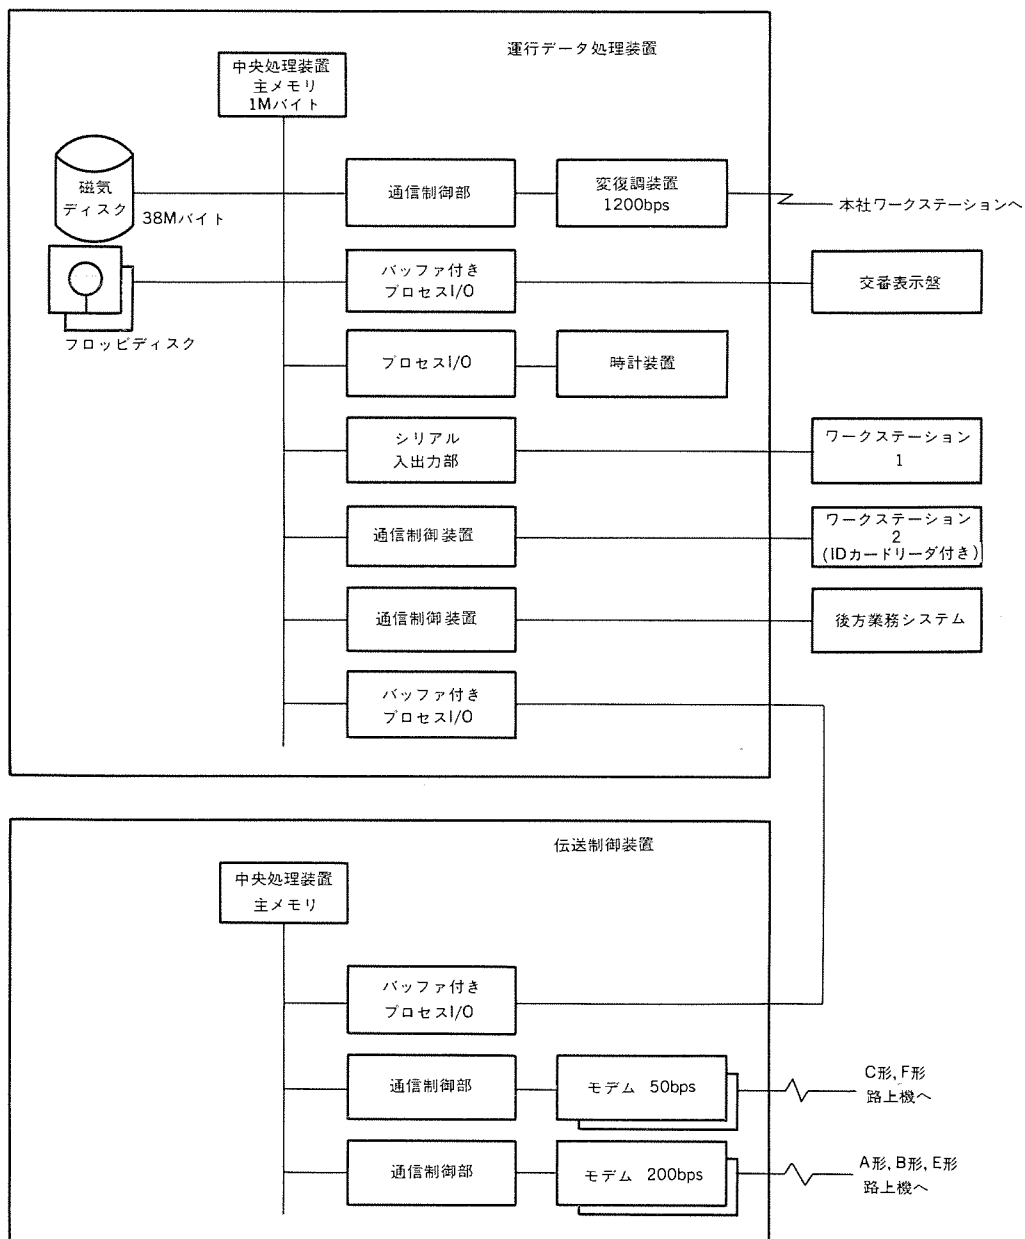 運行データ処理装置
中央処理装置
主メモリ
1Mバイト
磁気
ディスク
38Mバイト
通信制御部
変復調装置
1200bps
本社ワークステーションへ
フロッピディスク
バッファ付き
プロセスI/O
交番表示盤
プロセスI/O
時計装置
シリアル
入出力部
ワークステーション
1
通信制御装置
ワークステーション
2
(IDカードリーダ付き)
通信制御装置
後方業務システム
バッファ付き
プロセスI/O
伝送制御装置
中央処理装置
主メモリ
バッファ付き
プロセスI/O
通信制御部
モデム 50bps
C形,F形
路上機へ
通信制御部
モデム 200bps
A形,B形,E形
路上機へ